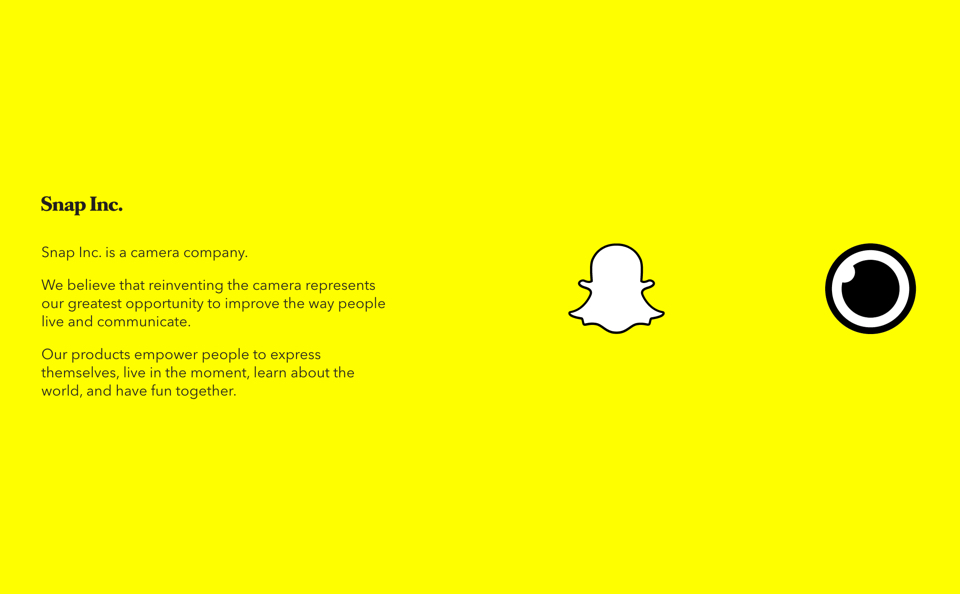 Snap Inc.
Snap Inc. is a camera company.
We believe that reinventing the camera represents
our greatest opportunity to improve the way people
live and communicate.
Our products empower people to express
themselves, live in the moment, learn about the
world, and have fun together.